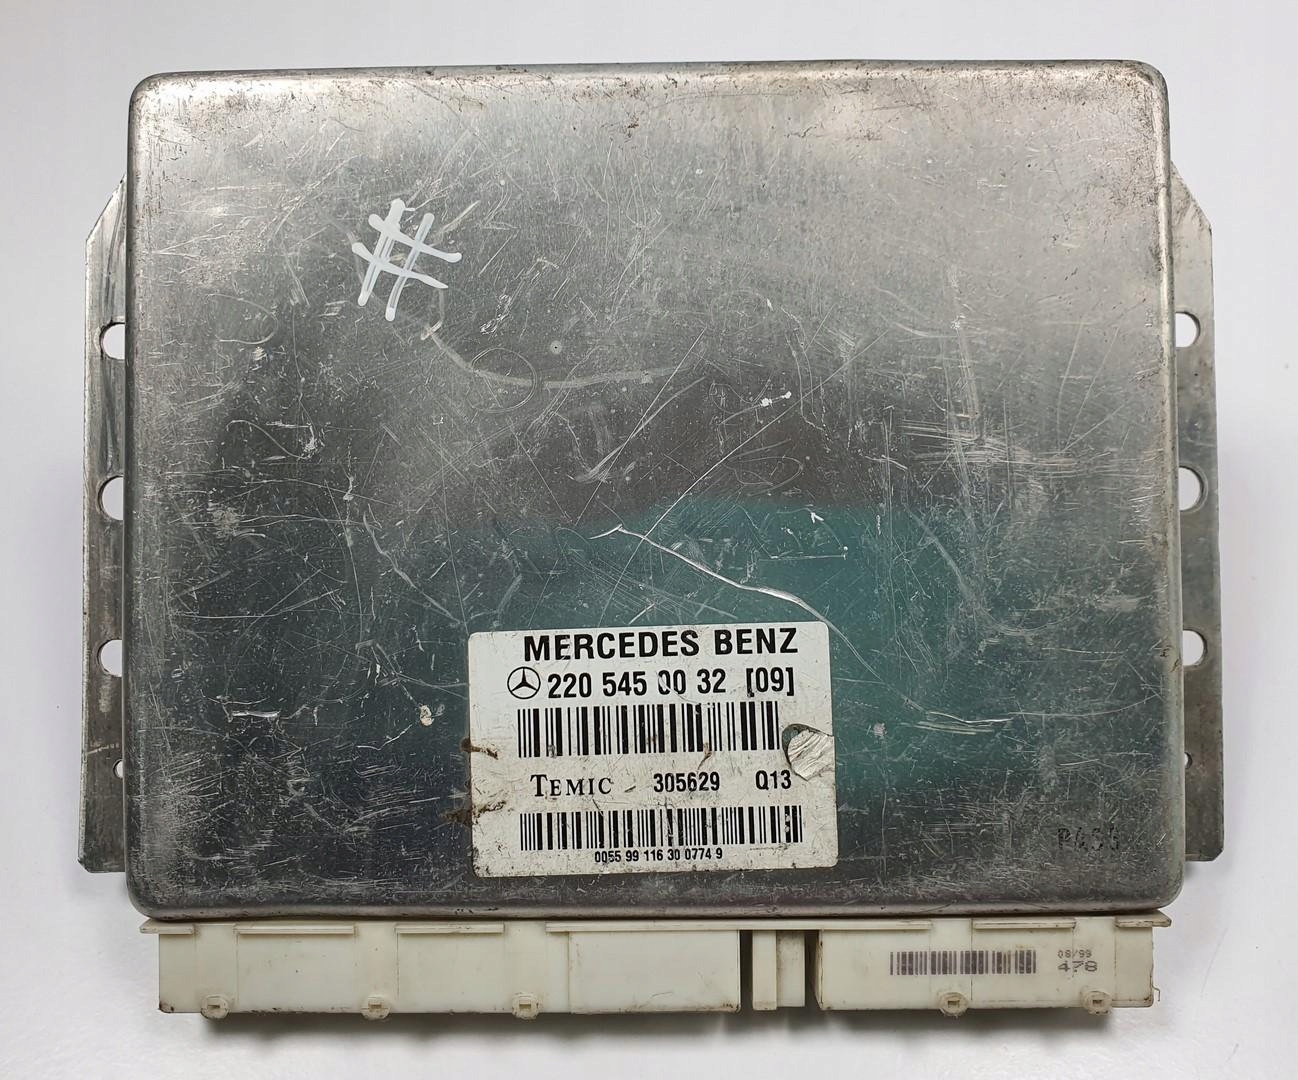 #
MERCEDES BENZ
220 545 00 32 [09]
TEMIC 305629 Q13
0055 99 116 30 0774 9
08/99
478